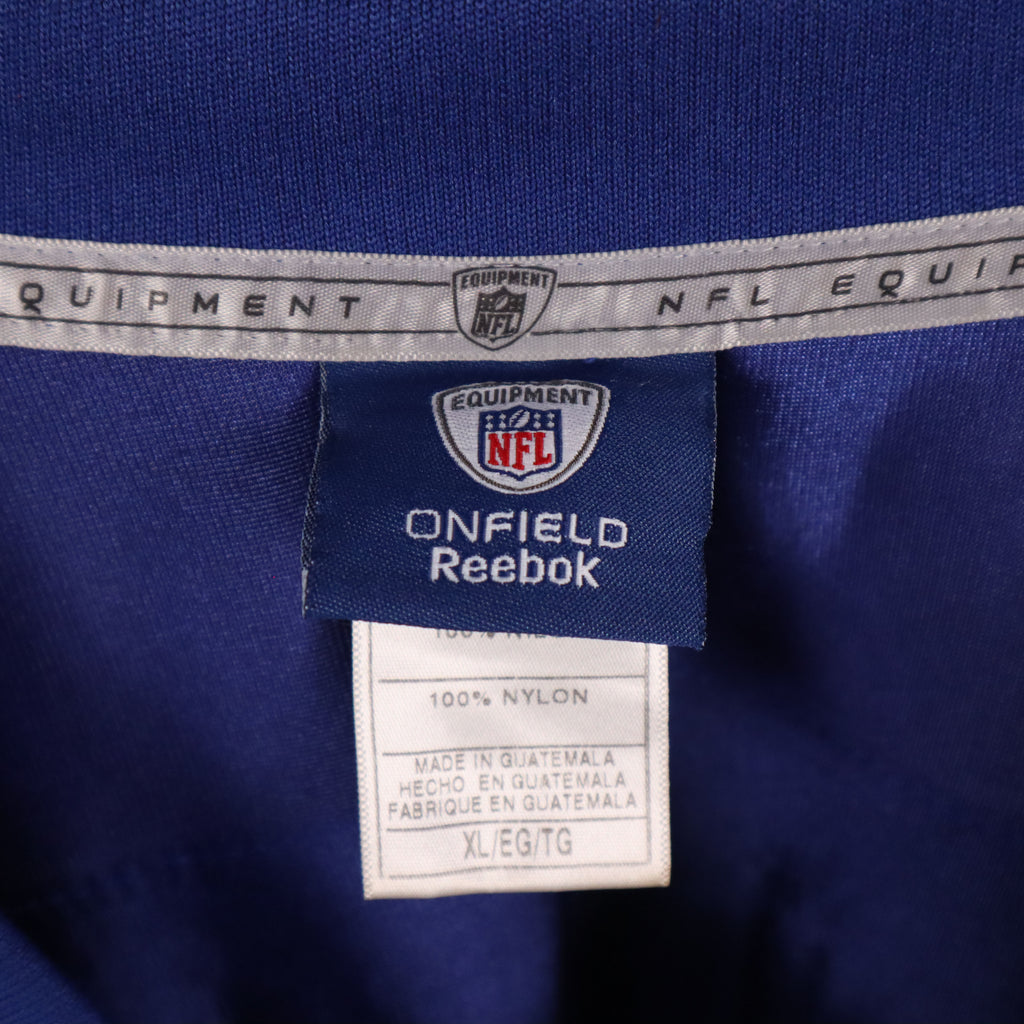 QUIPMENT
EQUIPMENT
NFL
NFL EQUIP
EQUIPMENT
NFL
ONFIELD
Reebok
100% NYLON
MADE IN GUATEMALA
HECHO EN GUATEMALA
FABRIQUE EN GUATEMALA
XL/EG/TG